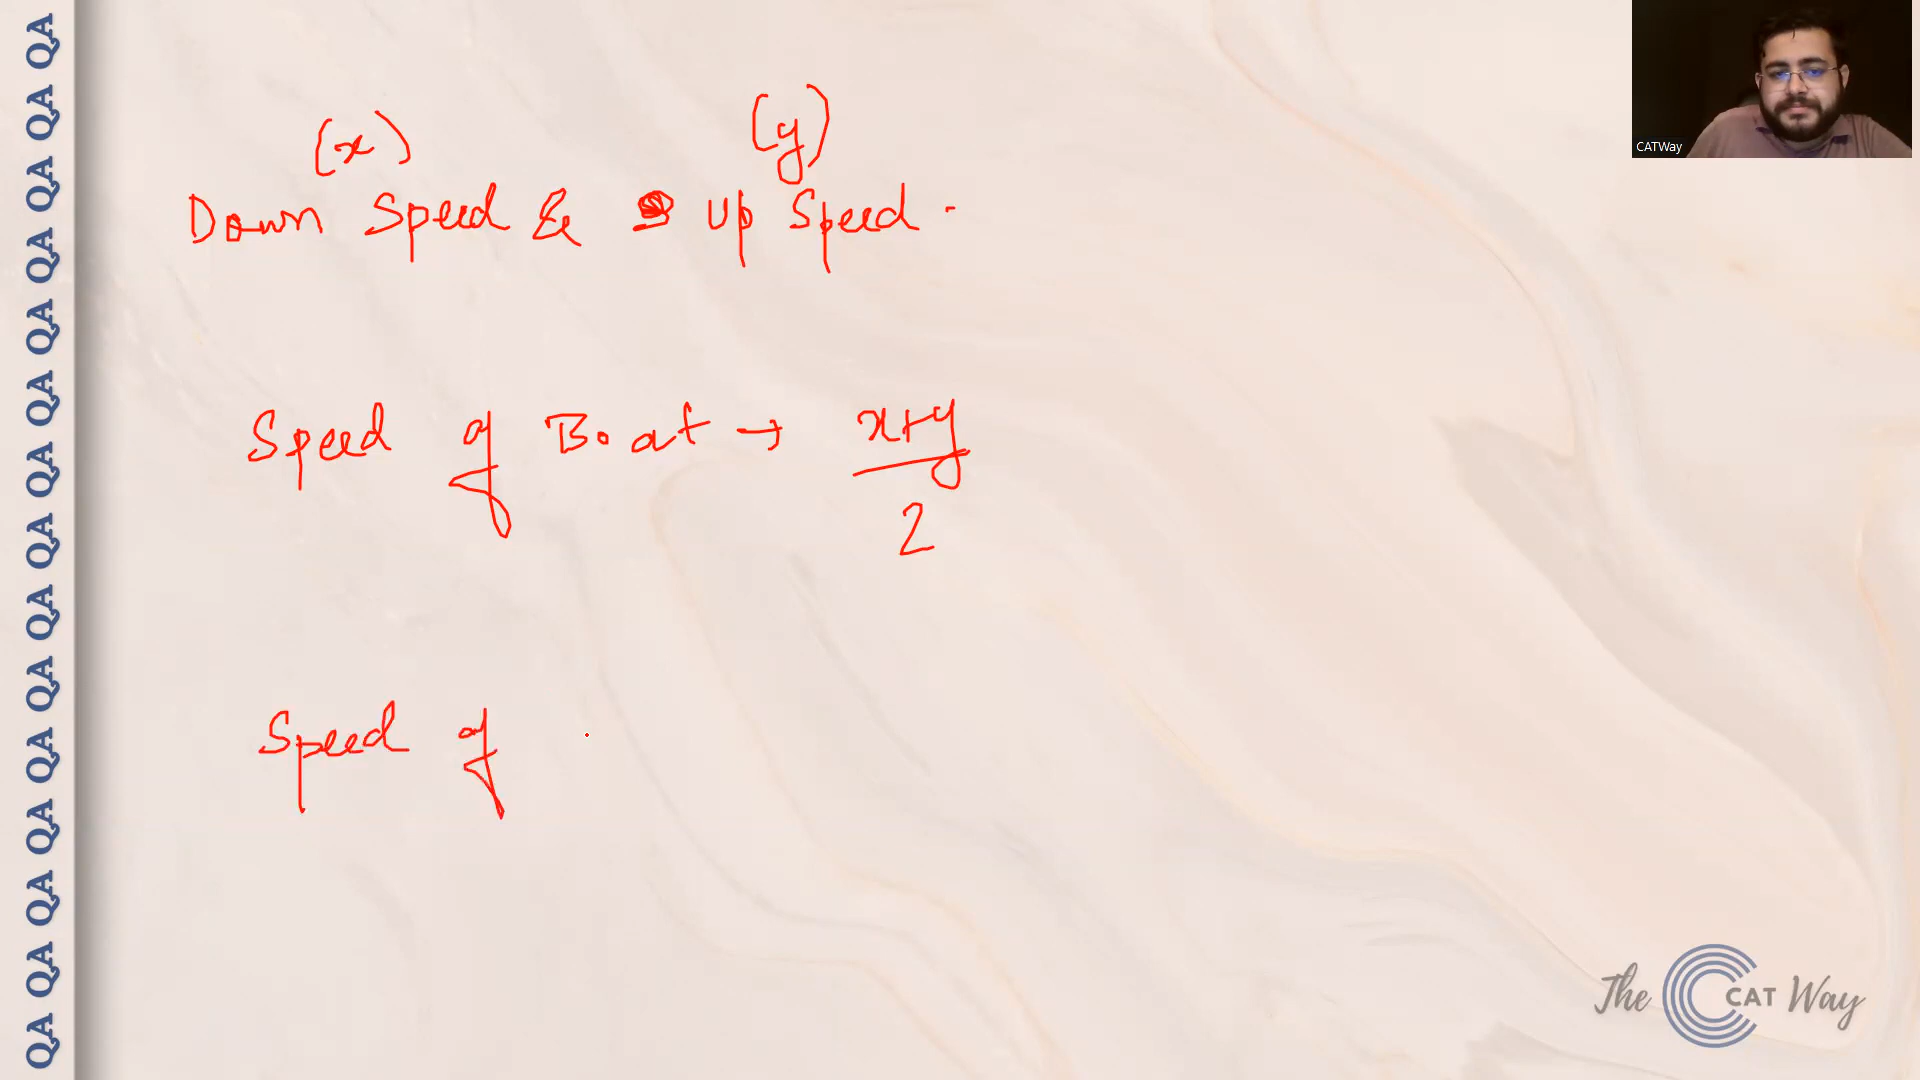 (x) (y)
Down Speed & Up Speed -
Speed of Boat → x+y
2
Speed of
CATWay
The CAT Way
QA QA QA QA QA QA QA QA QA QA QA QA QA QA QA